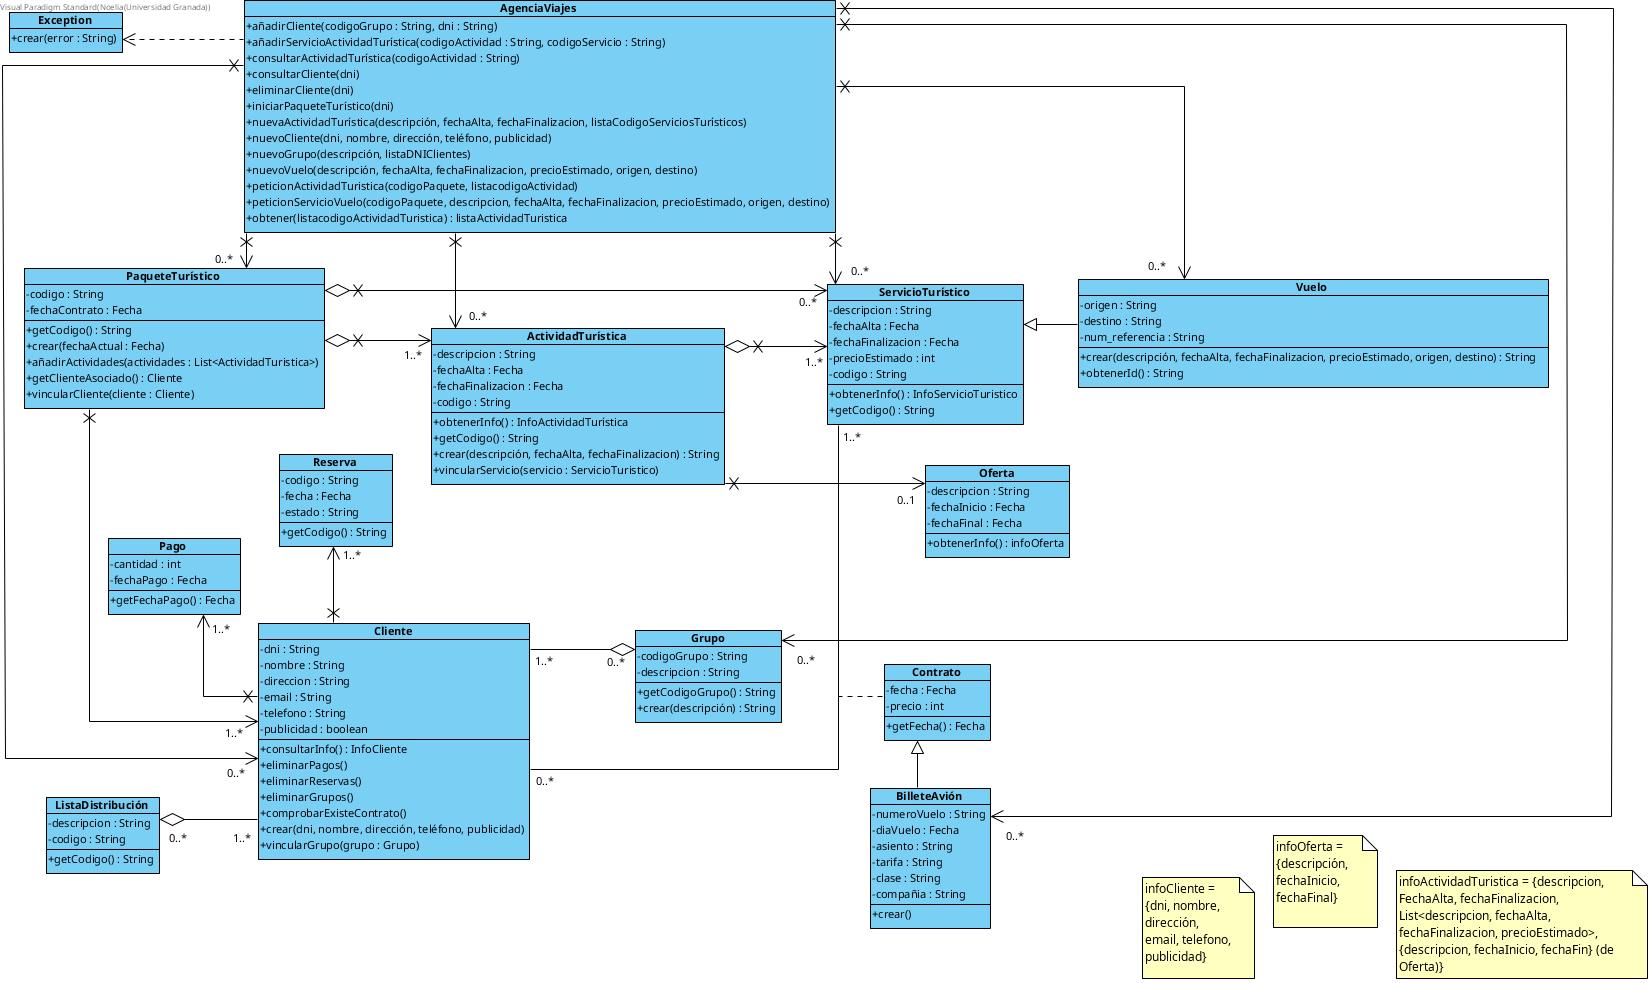 Visual Paradigm Standard(Noelia(Universidad Granada))
Exception
+crear(error : String)
AgenciaViajes
+añadirCliente(codigoGrupo : String, dni : String)
+añadirServicioActividadTurística(codigoActividad : String, codigoServicio : String)
+consultarActividadTurística(codigoActividad : String)
+consultarCliente(dni)
+eliminarCliente(dni)
+iniciarPaqueteTurístico(dni)
+nuevaActividadTurística(descripción, fechaAlta, fechaFinalizacion, listaCodigoServiciosTurísticos)
+nuevoCliente(dni, nombre, dirección, teléfono, publicidad)
+nuevoGrupo(descripción, listaDNIClientes)
+nuevoVuelo(descripción, fechaAlta, fechaFinalizacion, precioEstimado, origen, destino)
+peticionActividadTuristica(codigoPaquete, listacodigoActividad)
+peticionServicioVuelo(codigoPaquete, descripcion, fechaAlta, fechaFinalizacion, precioEstimado, origen, destino)
+obtener(listacodigoActividadTuristica) : listaActividadTuristica
0..*
0..*
0..*
0..*
PaqueteTurístico
-codigo : String
-fechaContrato : Fecha
+getCodigo() : String
+crear(fechaActual : Fecha)
+añadirActividades(actividades : List<ActividadTuristica>)
+getClienteAsociado() : Cliente
+vincularCliente(cliente : Cliente)
0..*
1..*
ActividadTurística
-descripcion : String
-fechaAlta : Fecha
-fechaFinalizacion : Fecha
-codigo : String
+obtenerInfo() : InfoActividadTurística
+getCodigo() : String
+crear(descripción, fechaAlta, fechaFinalizacion) : String
+vincularServicio(servicio : ServicioTuristico)
1..*
ServicioTurístico
-descripcion : String
-fechaAlta : Fecha
-fechaFinalizacion : Fecha
-precioEstimado : int
-codigo : String
+obtenerInfo() : InfoServicioTuristico
+getCodigo() : String
1..*
Vuelo
-origen : String
-destino : String
-num_referencia : String
+crear(descripción, fechaAlta, fechaFinalizacion, precioEstimado, origen, destino) : String
+obtenerId() : String
Reserva
-codigo : String
-fecha : Fecha
-estado : String
+getCodigo() : String
1..*
Oferta
-descripcion : String
-fechaInicio : Fecha
-fechaFinal : Fecha
+obtenerInfo() : infoOferta
0..1
Pago
-cantidad : int
-fechaPago : Fecha
+getFechaPago() : Fecha
1..*
Cliente
-dni : String
-nombre : String
-direccion : String
-email : String
-telefono : String
-publicidad : boolean
+consultarInfo() : InfoCliente
+eliminarPagos()
+eliminarReservas()
+eliminarGrupos()
+comprobarExisteContrato()
+crear(dni, nombre, dirección, teléfono, publicidad)
+vincularGrupo(grupo : Grupo)
1..*
0..*
1..*
0..*
0..*
Grupo
-codigoGrupo : String
-descripcion : String
+getCodigoGrupo() : String
+crear(descripción) : String
0..*
Contrato
-fecha : Fecha
-precio : int
+getFecha() : Fecha
ListaDistribución
-descripcion : String
-codigo : String
+getCodigo() : String
0..*
1..*
BilleteAvión
-numeroVuelo : String
-diaVuelo : Fecha
-asiento : String
-tarifa : String
-clase : String
-compañia : String
+crear()
0..*
infoCliente =
{dni, nombre,
dirección,
email, telefono,
publicidad}
infoOferta =
{descripción,
fechaInicio,
fechaFinal}
infoActividadTuristica = {descripcion,
FechaAlta, fechaFinalizacion,
List<descripcion, fechaAlta,
fechaFinalizacion, precioEstimado>,
{descripcion, fechaInicio, fechaFin} (de
Oferta)}